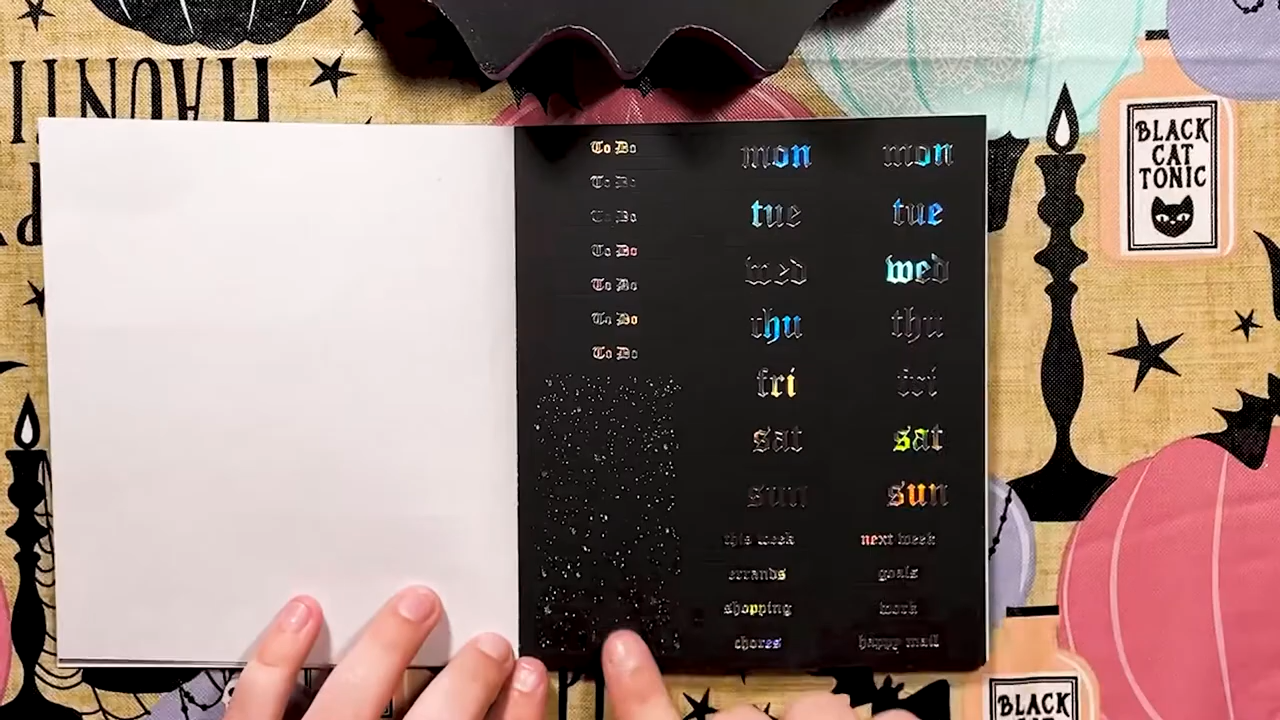 HAUNTI
To Do
To Do
To Do
To Do
To Do
To Do
To Do
mon mon
tue tue
wed wed
thu thu
fri fri
sat sat
sun sun
this week next week
errands goals
shopping work
chores happy mail
BLACK
CAT
TONIC
BLACK
CAT